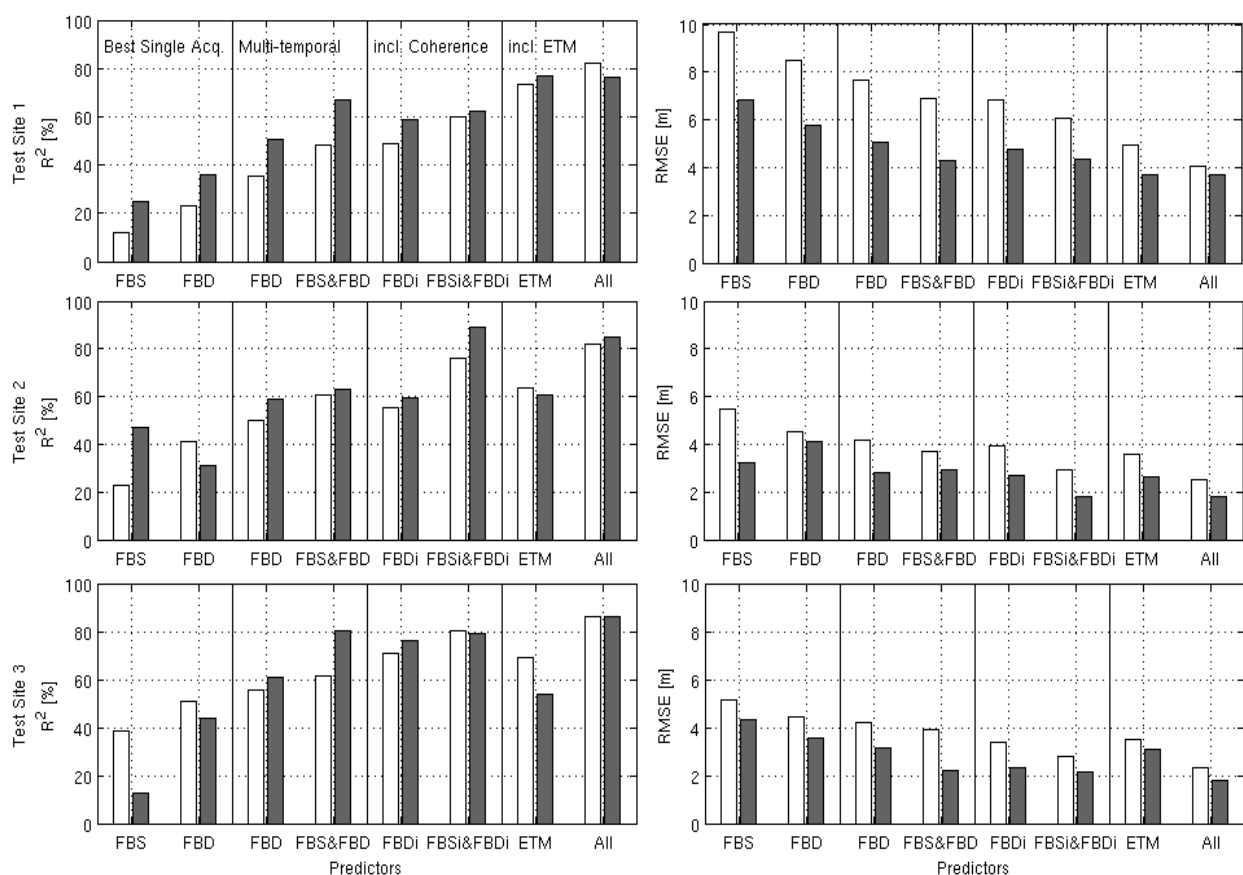 Best Single Acq. Multi-temporal incl. Coherence incl. ETM
Test Site 1
R² [%]
100
80
60
40
20
0
FBS FBD FBD FBS&FBD FBDi FBSi&FBDi ETM All
RMSE [m]
10
8
6
4
2
0
FBS FBD FBD FBS&FBD FBDi FBSi&FBDi ETM All
Test Site 2
R² [%]
100
80
60
40
20
0
FBS FBD FBD FBS&FBD FBDi FBSi&FBDi ETM All
RMSE [m]
10
8
6
4
2
0
FBS FBD FBD FBS&FBD FBDi FBSi&FBDi ETM All
Test Site 3
R² [%]
100
80
60
40
20
0
FBS FBD FBD FBS&FBD FBDi FBSi&FBDi ETM All
Predictors
RMSE [m]
10
8
6
4
2
0
FBS FBD FBD FBS&FBD FBDi FBSi&FBDi ETM All
Predictors